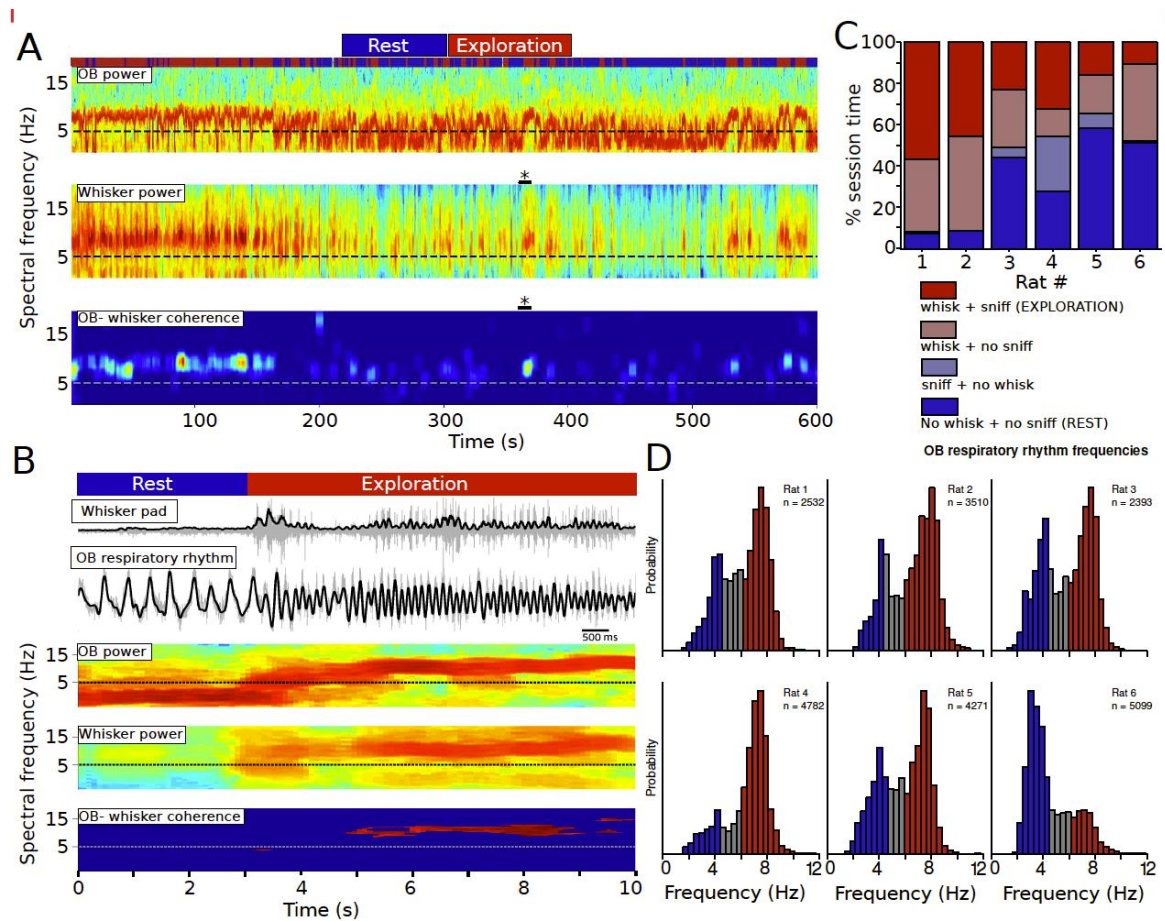 A
Rest Exploration
OB power
15
5
*
Whisker power
15
5
*
OB- whisker coherence
15
5
Spectral frequency (Hz)
100 200 300 400 500 600
Time (s)
B
Rest Exploration
Whisker pad
OB respiratory rhythm
500 ms
OB power
15
5
Whisker power
15
5
OB- whisker coherence
15
5
Spectral frequency (Hz)
0 2 4 6 8 10
Time (s)
C
100
80
60
40
20
0
% session time
1 2 3 4 5 6
Rat #
whisk + sniff (EXPLORATION)
whisk + no sniff
sniff + no whisk
No whisk + no sniff (REST)
D
OB respiratory rhythm frequencies
Probability
Rat 1
n = 2532
Rat 2
n = 3510
Rat 3
n = 2393
Probability
Rat 4
n = 4782
Rat 5
n = 4271
Rat 6
n = 5099
0 4 8 12 0 4 8 12 0 4 8 12
Frequency (Hz) Frequency (Hz) Frequency (Hz)